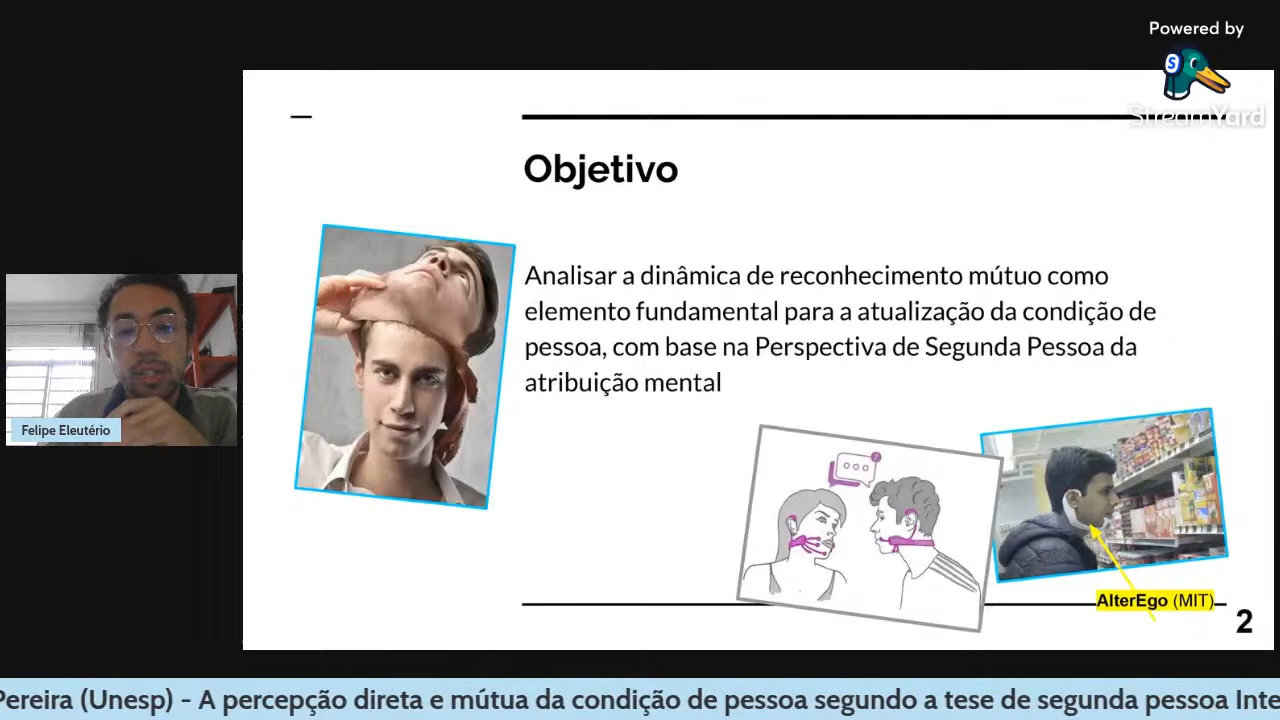 Powered by
S
StreamYard
Objetivo
Analisar a dinâmica de reconhecimento mútuo como
elemento fundamental para a atualização da condição de
pessoa, com base na Perspectiva de Segunda Pessoa da
atribuição mental
Felipe Eleutério
AlterEgo (MIT)
2
Pereira (Unesp) - A percepção direta e mútua da condição de pessoa segundo a tese de segunda pessoa Inte